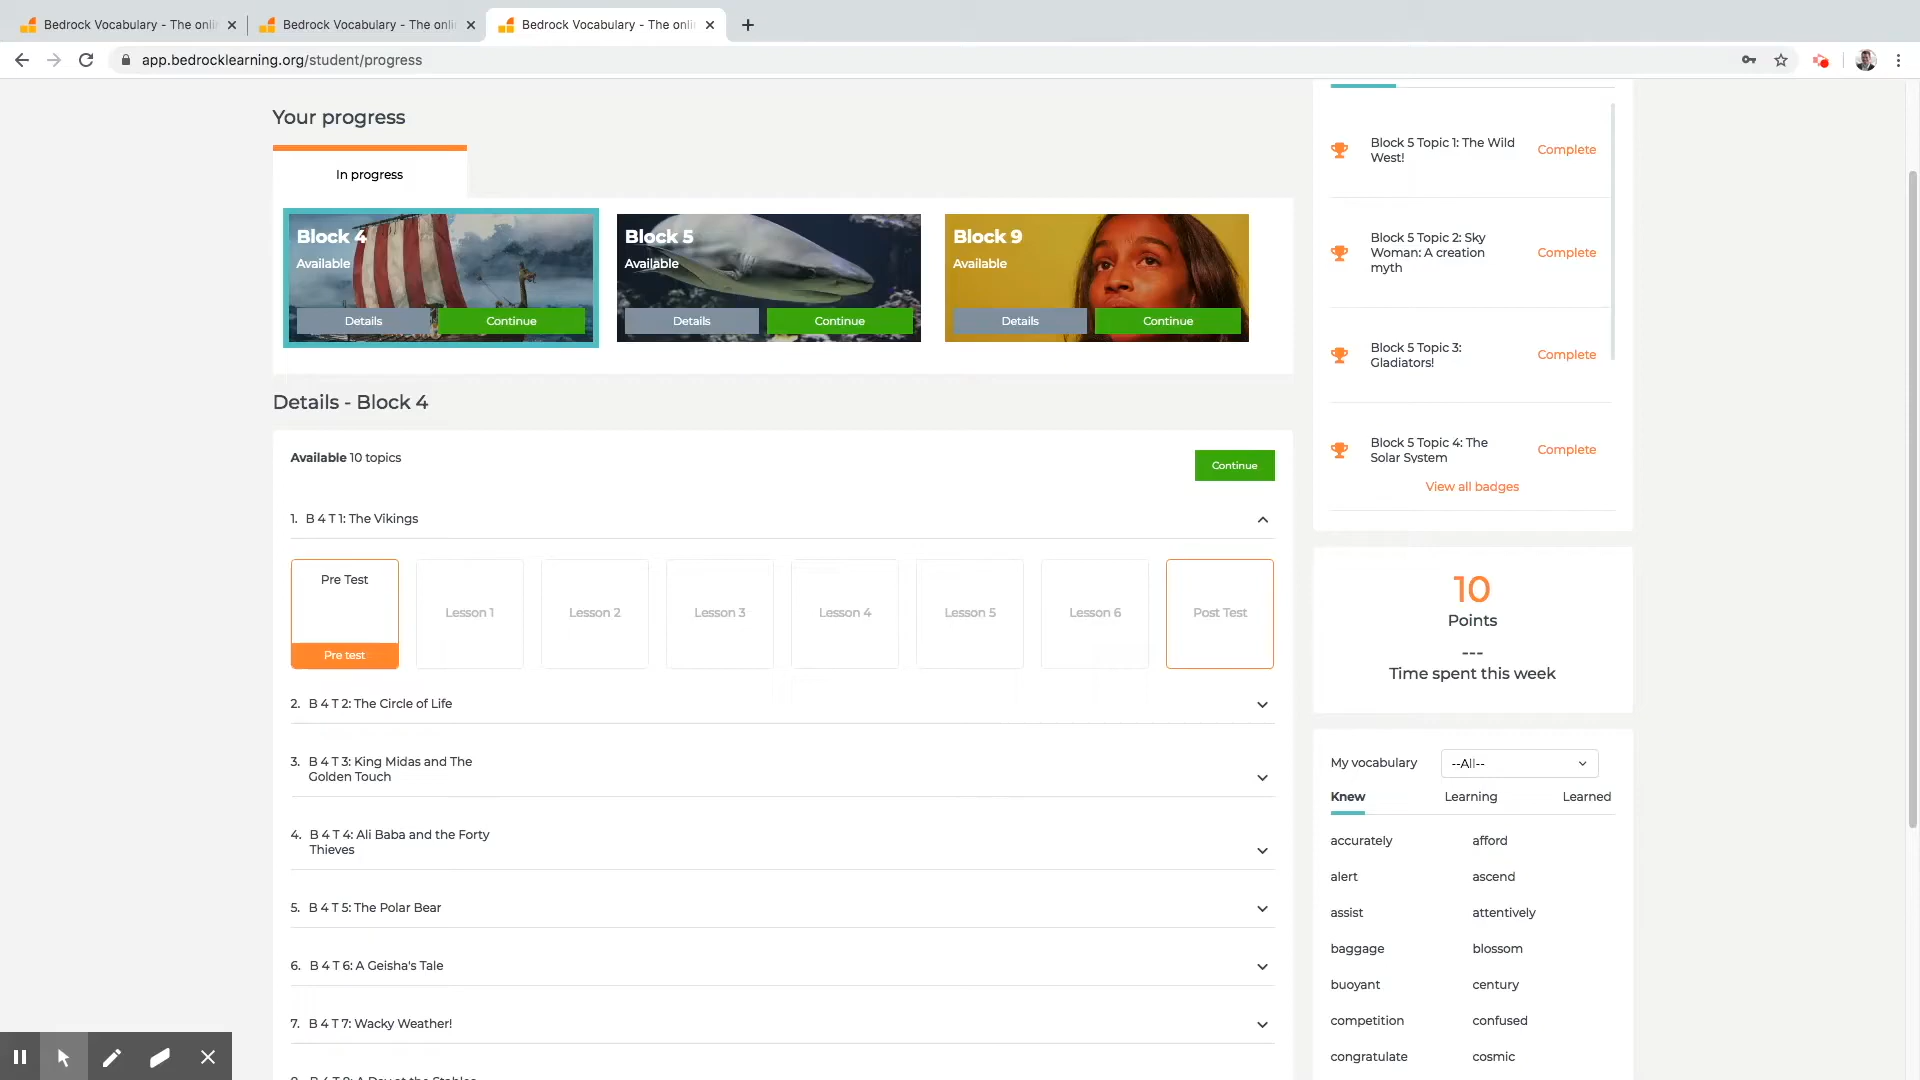 Bedrock Vocabulary - The onli
Bedrock Vocabulary - The onli
Bedrock Vocabulary - The onli
app.bedrocklearning.org/student/progress
Your progress
In progress
Block 4
Available
Details
Continue
Block 5
Available
Details
Continue
Block 9
Available
Details
Continue
Details - Block 4
Available 10 topics
Continue
1. B 4 T 1: The Vikings
Pre Test
Pre test
Lesson 1
Lesson 2
Lesson 3
Lesson 4
Lesson 5
Lesson 6
Post Test
2. B 4 T 2: The Circle of Life
3. B 4 T 3: King Midas and The
Golden Touch
4. B 4 T 4: Ali Baba and the Forty
Thieves
5. B 4 T 5: The Polar Bear
6. B 4 T 6: A Geisha's Tale
7. B 4 T 7: Wacky Weather!
Block 5 Topic 1: The Wild
West!
Complete
Block 5 Topic 2: Sky
Woman: A creation
myth
Complete
Block 5 Topic 3:
Gladiators!
Complete
Block 5 Topic 4: The
Solar System
Complete
View all badges
10
Points
---
Time spent this week
My vocabulary
--All--
Knew Learning Learned
accurately afford
alert ascend
assist attentively
baggage blossom
buoyant century
competition confused
congratulate cosmic